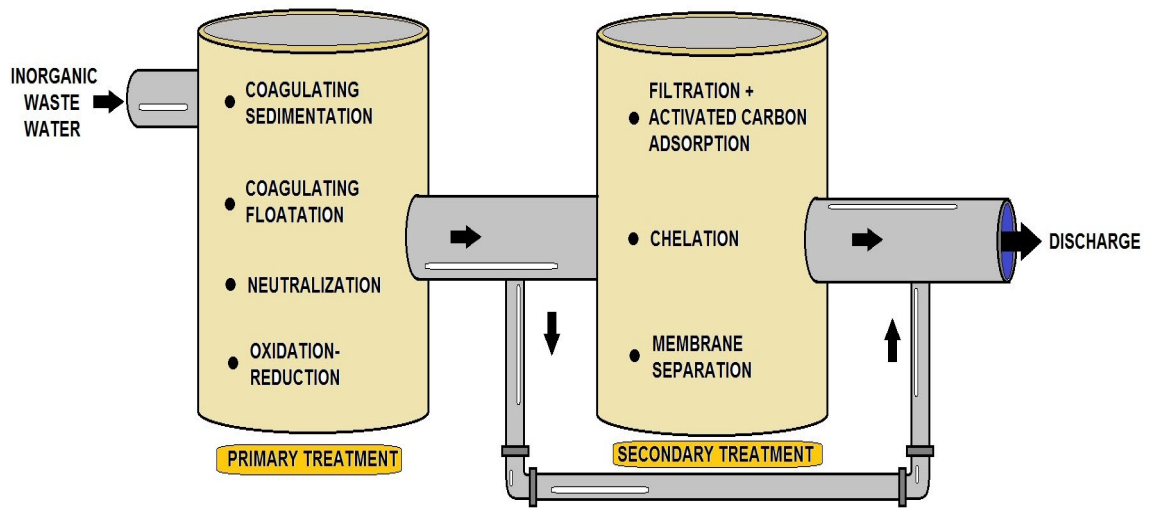 INORGANIC
WASTE
WATER
COAGULATING
SEDIMENTATION
COAGULATING
FLOATATION
NEUTRALIZATION
OXIDATION-
REDUCTION
PRIMARY TREATMENT
FILTRATION +
ACTIVATED CARBON
ADSORPTION
CHELATION
MEMBRANE
SEPARATION
SECONDARY TREATMENT
DISCHARGE